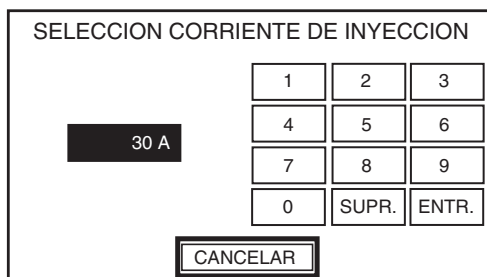 SELECCION CORRIENTE DE INYECCION
1 2 3
4 5 6
30 A
7 8 9
0 SUPR. ENTR.
CANCELAR